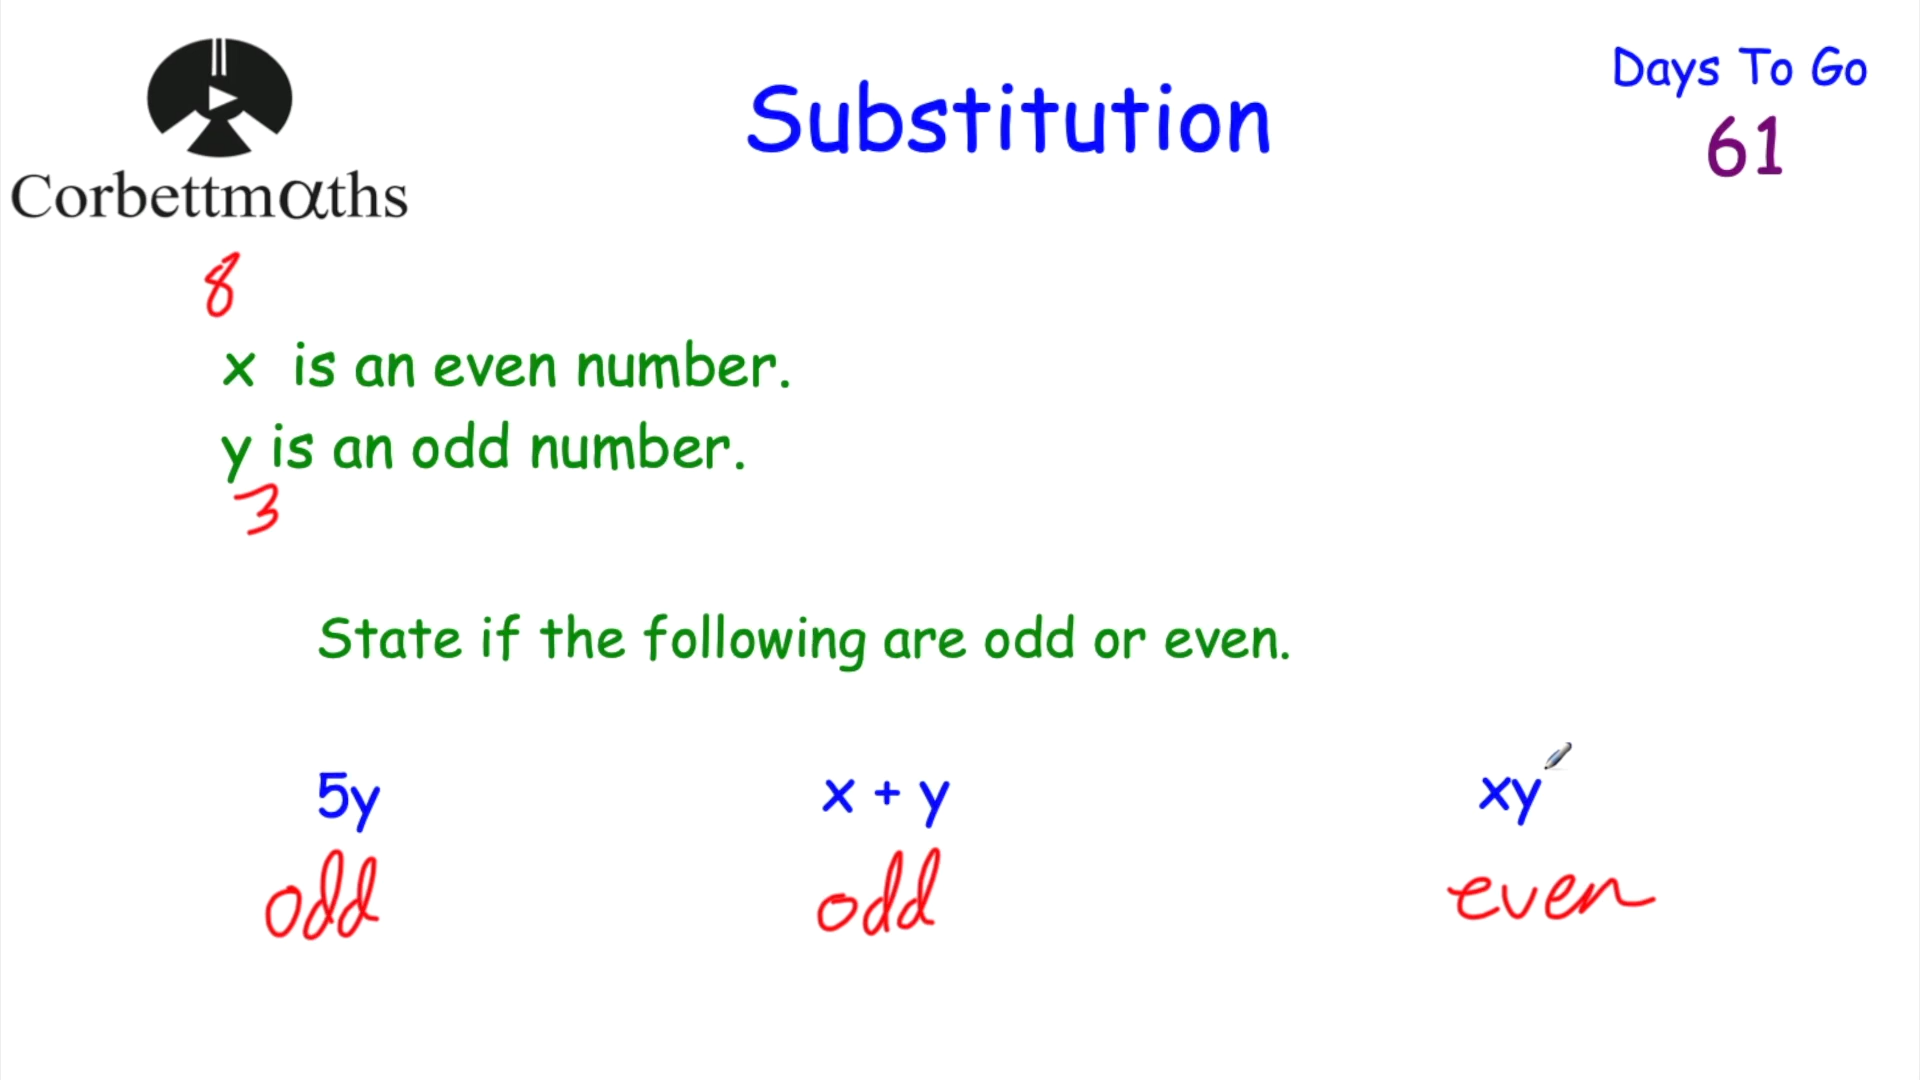 Days To Go
Substitution
61
Corbettmαths
8
x is an even number.
y is an odd number.
3
State if the following are odd or even.
5y x + y xy
odd odd even